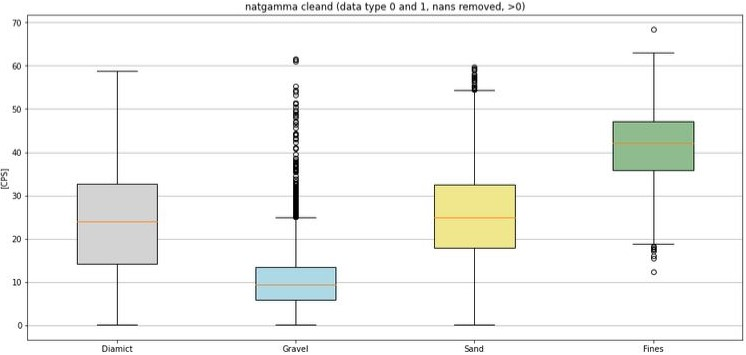 natgamma cleand (data type 0 and 1, nans removed, >0)
70
60
50
40
30
20
10
0
[CPS]
Diamict Gravel Sand Fines